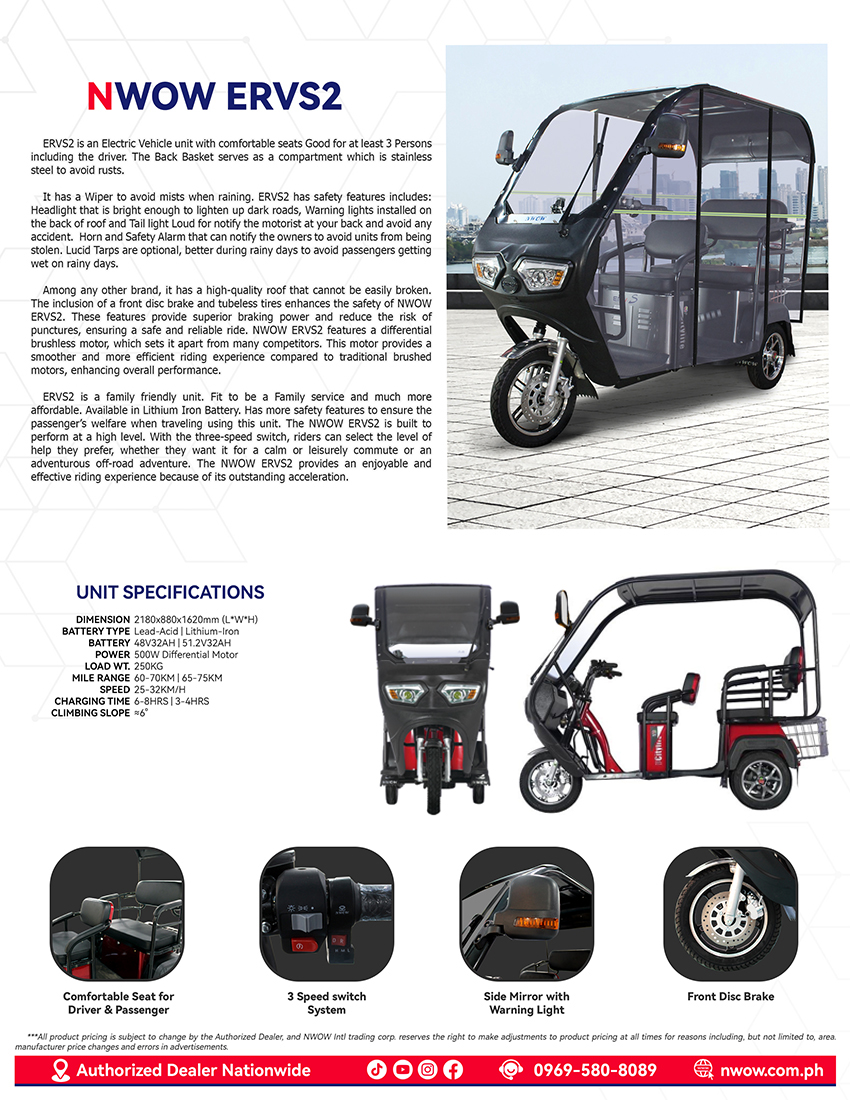 NWOW ERVS2
ERVS2 is an Electric Vehicle unit with comfortable seats Good for at least 3 Persons
including the driver. The Back Basket serves as a compartment which is stainless
steel to avoid rusts.
It has a Wiper to avoid mists when raining. ERVS2 has safety features includes:
Headlight that is bright enough to lighten up dark roads, Warning lights installed on
the back of roof and Tail light Loud for notify the motorist at your back and avoid any
accident. Horn and Safety Alarm that can notify the owners to avoid units from being
stolen. Lucid Tarps are optional, better during rainy days to avoid passengers getting
wet on rainy days.
Among any other brand, it has a high-quality roof that cannot be easily broken.
The inclusion of a front disc brake and tubeless tires enhances the safety of NWOW
ERVS2. These features provide superior braking power and reduce the risk of
punctures, ensuring a safe and reliable ride. NWOW ERVS2 features a differential
brushless motor, which sets it apart from many competitors. This motor provides a
smoother and more efficient riding experience compared to traditional brushed
motors, enhancing overall performance.
ERVS2 is a family friendly unit. Fit to be a Family service and much more
affordable. Available in Lithium Iron Battery. Has more safety features to ensure the
passenger's welfare when traveling using this unit. The NWOW ERVS2 is built to
perform at a high level. With the three-speed switch, riders can select the level of
help they prefer, whether they want it for a calm or leisurely commute or an
adventurous off-road adventure. The NWOW ERVS2 provides an enjoyable and
effective riding experience because of its outstanding acceleration.
UNIT SPECIFICATIONS
DIMENSION 2180x880x1620mm (L*W*H)
BATTERY TYPE Lead-Acid | Lithium-Iron
BATTERY 48V32AH | 51.2V32AH
POWER 500W Differential Motor
LOAD WT. 250KG
MILE RANGE 60-70KM | 65-75KM
SPEED 25-32KM/H
CHARGING TIME 6-8HRS | 3-4HRS
CLIMBING SLOPE ≈6°
Comfortable Seat for
Driver & Passenger
3 Speed switch
System
Side Mirror with
Warning Light
Front Disc Brake
***All product pricing is subject to change by the Authorized Dealer, and NWOW Intl trading corp. reserves the right to make adjustments to product pricing at all times for reasons including, but not limited to, area.
manufacturer price changes and errors in advertisements.
Authorized Dealer Nationwide
0969-580-8089
nwow.com.ph